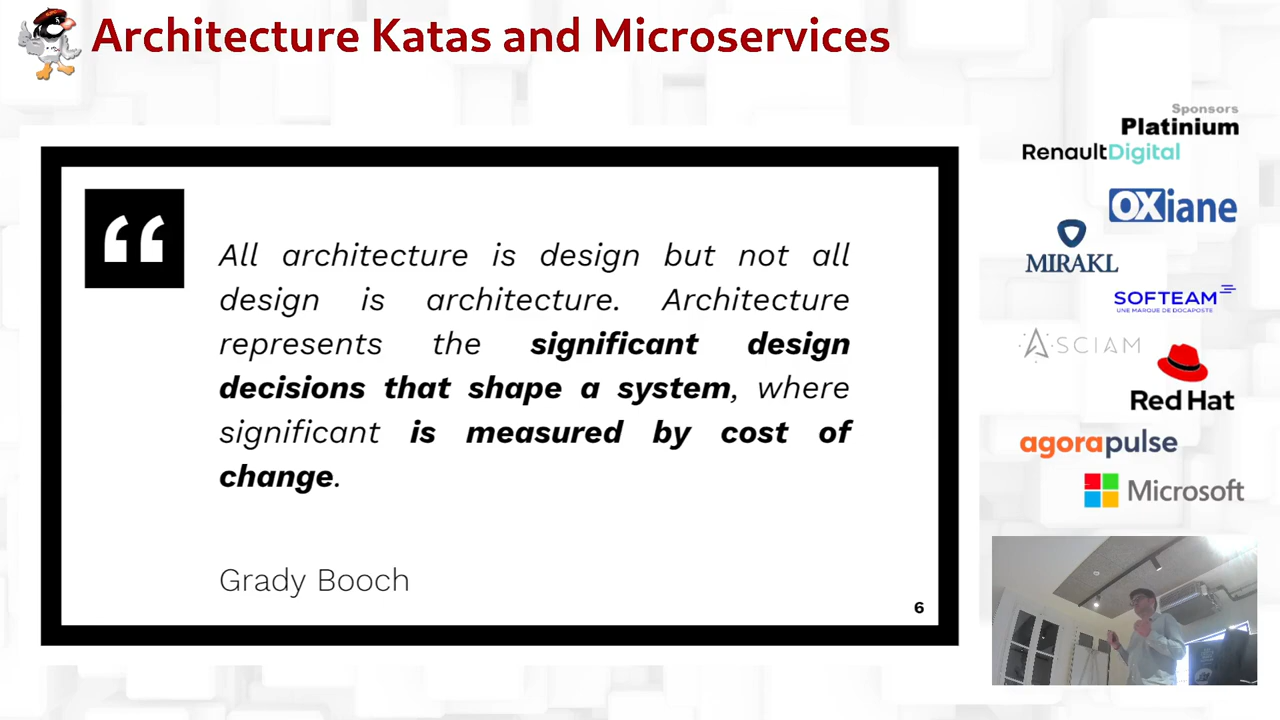 Architecture Katas and Microservices
“
All architecture is design but not all
design is architecture. Architecture
represents the significant design
decisions that shape a system, where
significant is measured by cost of
change.
Grady Booch
6
Sponsors
Platinium
RenaultDigital
OXiane
MIRAKL
SOFTEAM
UNE MARQUE DE DOCAPOSTE
ASCIAM
Red Hat
agorapulse
Microsoft